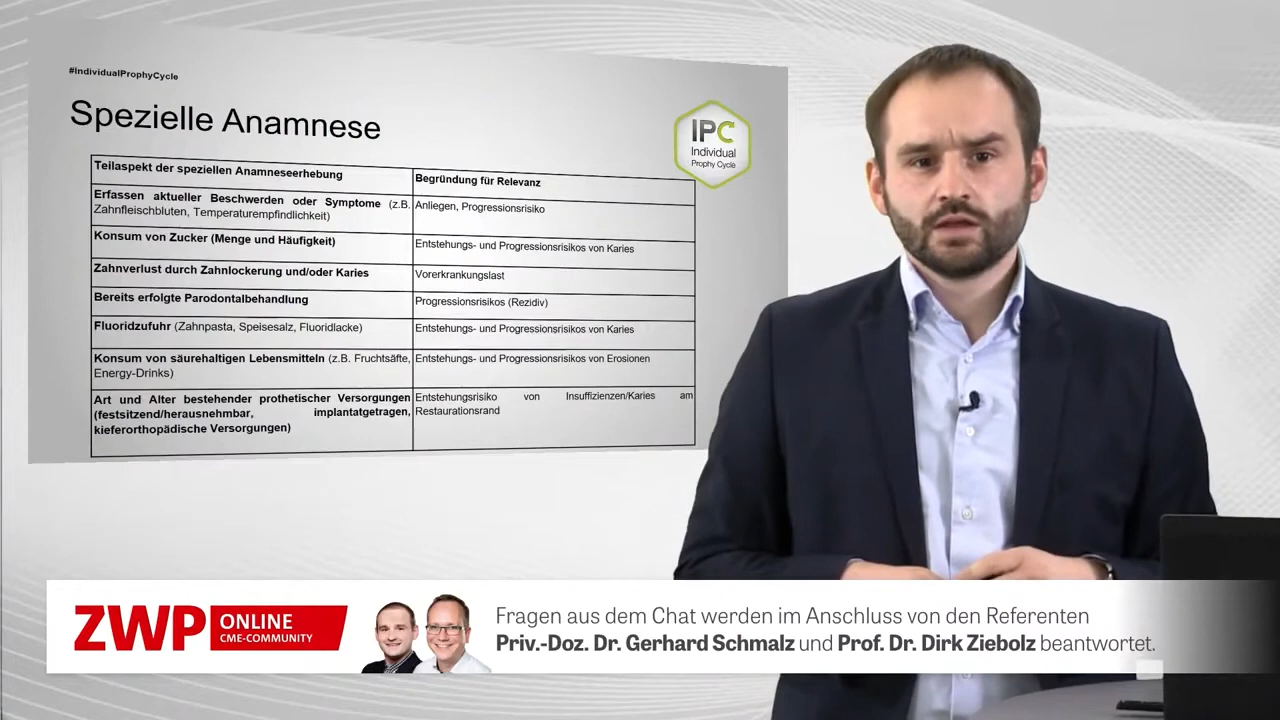 #IndividualProphyCycle
Spezielle Anamnese
IPC
Individual
Prophy Cycle
Teilaspekt der speziellen Anamneseerhebung
Begründung für Relevanz
Erfassen aktueller Beschwerden oder Symptome (z.B.
Zahnfleischbluten, Temperaturempfindlichkeit)
Anliegen, Progressionsrisiko
Konsum von Zucker (Menge und Häufigkeit)
Entstehungs- und Progressionsrisikos von Karies
Zahnverlust durch Zahnlockerung und/oder Karies
Vorerkrankungslast
Bereits erfolgte Parodontalbehandlung
Progressionsrisikos (Rezidiv)
Fluoridzufuhr (Zahnpasta, Speisesalz, Fluoridlacke)
Entstehungs- und Progressionsrisikos von Karies
Konsum von säurehaltigen Lebensmitteln (z.B. Fruchtsäfte,
Energy-Drinks)
Entstehungs- und Progressionsrisikos von Erosionen
Art und Alter bestehender prothetischer Versorgungen
(festsitzend/herausnehmbar, implantatgetragen,
kieferorthopädische Versorgungen)
Entstehungsrisiko von Insuffizienzen/Karies am
Restaurationsrand
ZWP ONLINE
CME-COMMUNITY
Fragen aus dem Chat werden im Anschluss von den Referenten
Priv.-Doz. Dr. Gerhard Schmalz und Prof. Dr. Dirk Ziebolz beantwortet.